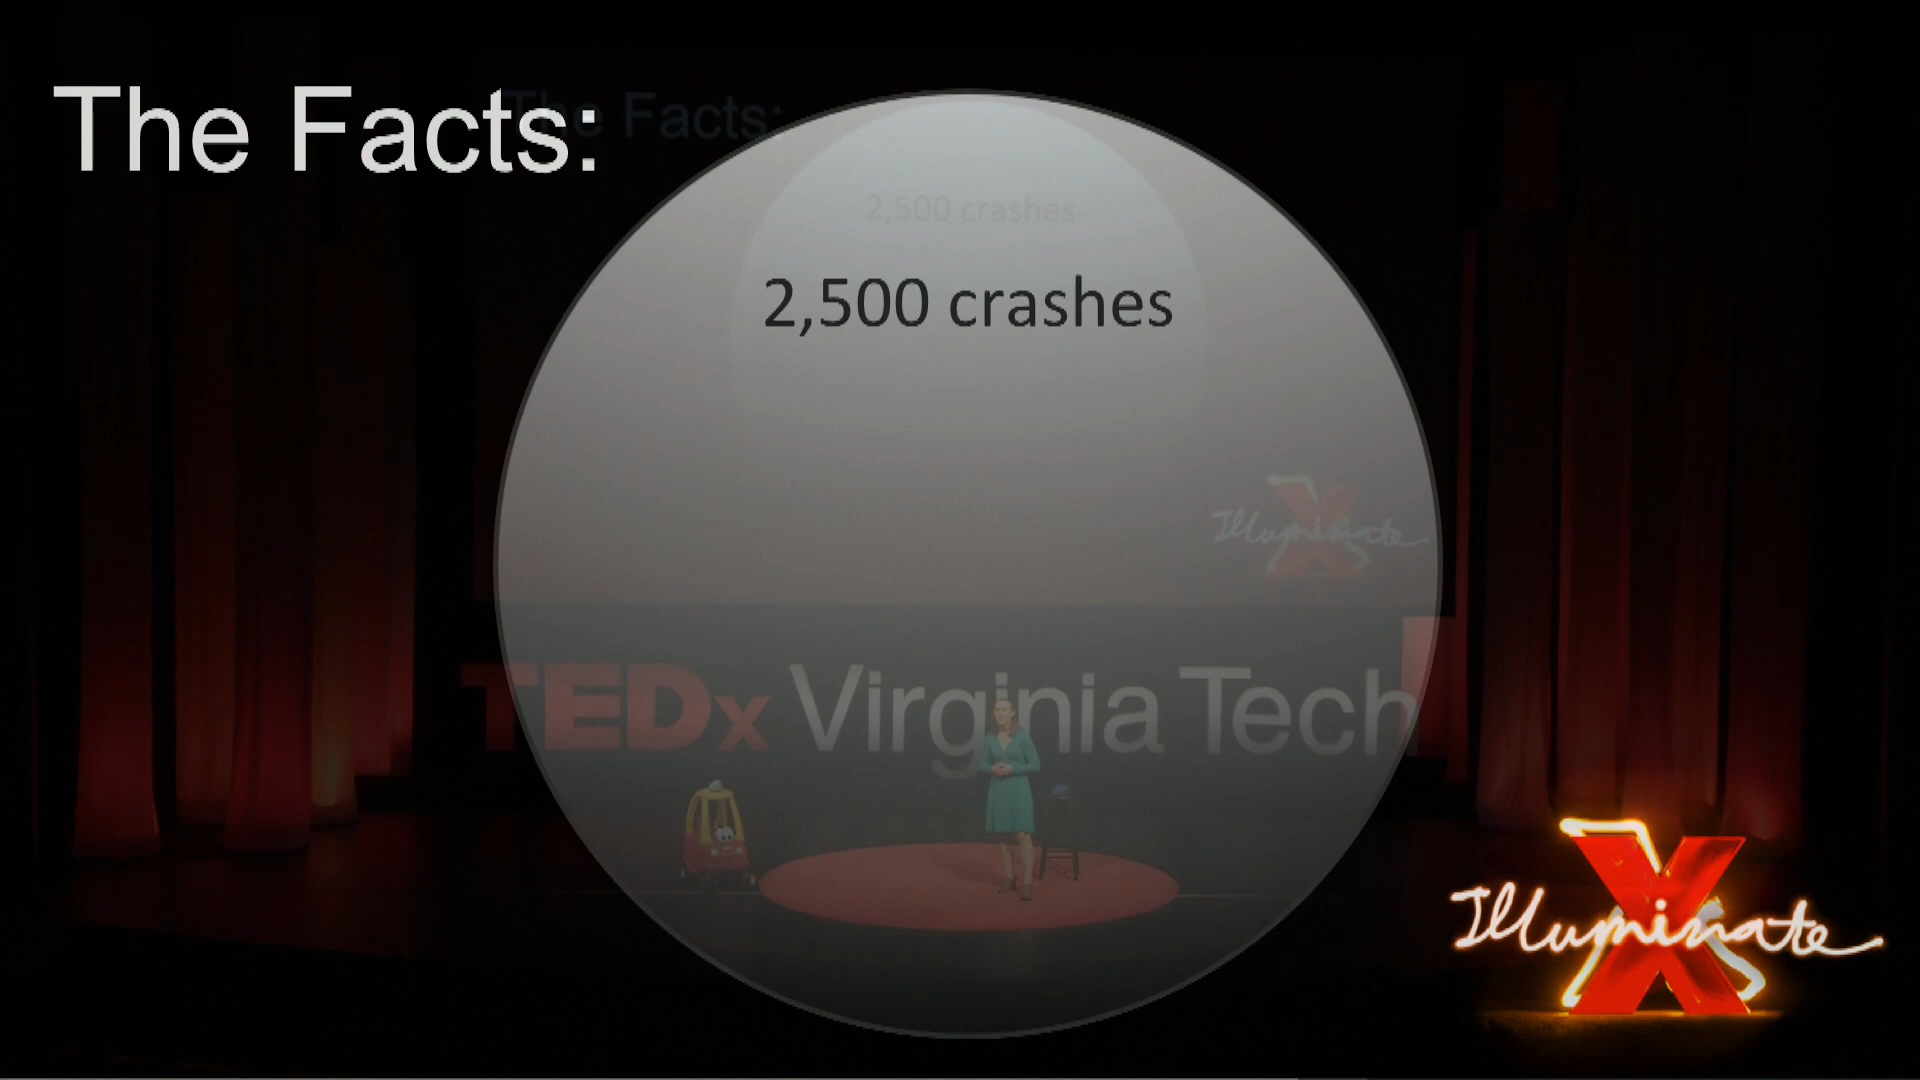 The Facts:
The Facts:
2,500 crashes
2,500 crashes
Illuminate
X
TEDx Virginia Tech
Illuminate
X